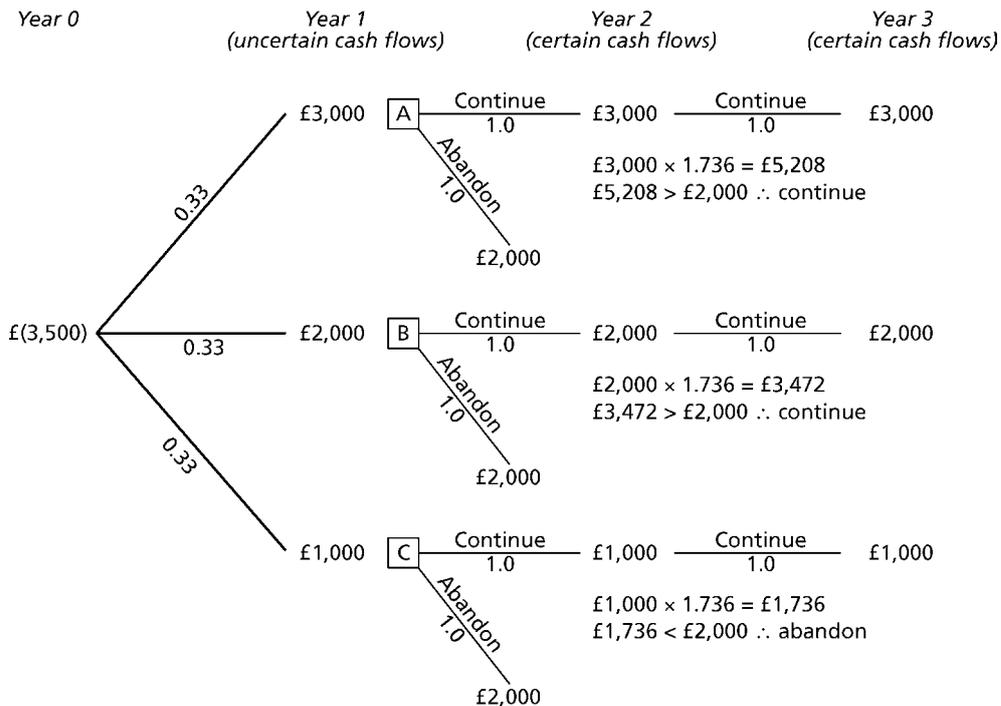 Year 0
Year 1
(uncertain cash flows)
Year 2
(certain cash flows)
Year 3
(certain cash flows)
£3,000
A
Continue
1.0
£3,000
Continue
1.0
£3,000
Abandon
1.0
£3,000 × 1.736 = £5,208
£5,208 > £2,000 ∴ continue
0.33
£2,000
£(3,500)
0.33
£2,000
B
Continue
1.0
£2,000
Continue
1.0
£2,000
Abandon
1.0
£2,000 × 1.736 = £3,472
£3,472 > £2,000 ∴ continue
0.33
£2,000
£1,000
C
Continue
1.0
£1,000
Continue
1.0
£1,000
Abandon
1.0
£1,000 × 1.736 = £1,736
£1,736 < £2,000 ∴ abandon
£2,000